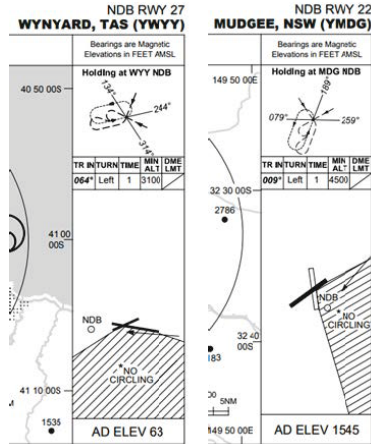 NDB RWY 27
WYNYARD, TAS (YWYY)
Bearings are Magnetic
Elevations in FEET AMSL
Holding at WYY NDB
40 50 00S
134°
244°
314°
TR IN TURN TIME MIN ALT DME LMT
064° Left 1 3100
41 00
00S
NDB
NO
CIRCLING
41 10 00S
1535
AD ELEV 63
NDB RWY 22
MUDGEE, NSW (YMDG)
Bearings are Magnetic
Elevations in FEET AMSL
149 50 00E
Holding at MDG NDB
189°
079°
259°
TR IN TURN TIME MIN ALT DME LMT
009° Left 1 4500
32 30 00S
2786
NDB
NO
CIRCLING
32 40
00S
183
00
5NM
149 50 00E
AD ELEV 1545